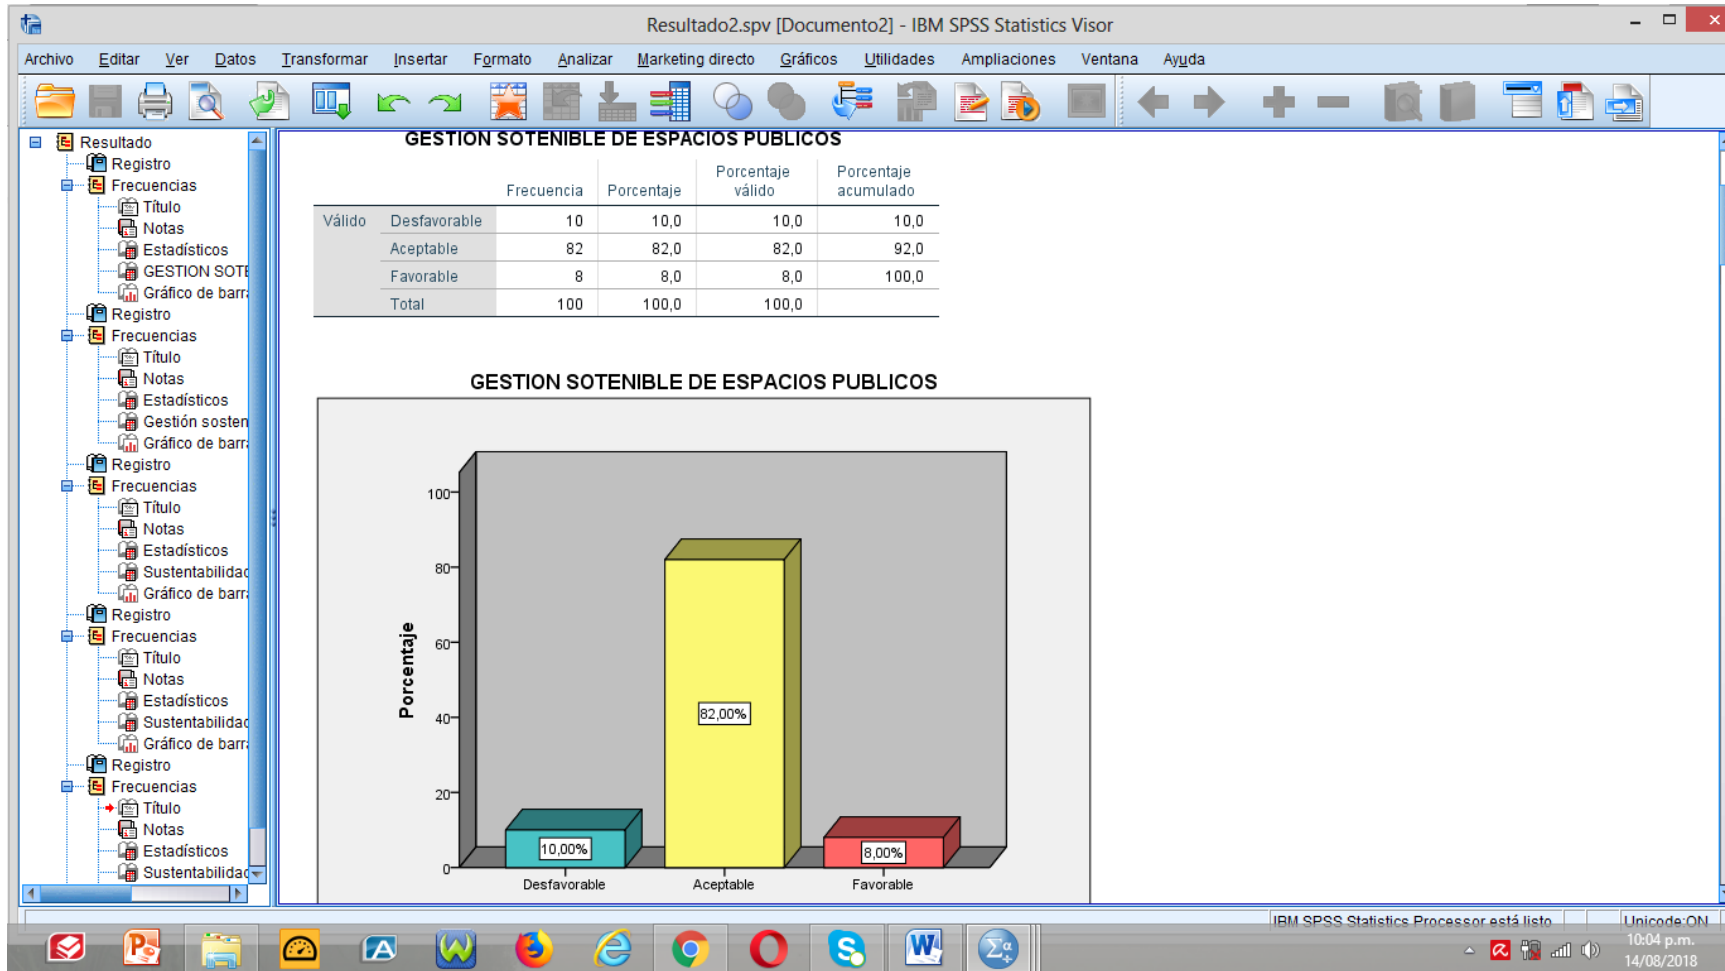 Resultado2.spv [Documento2] - IBM SPSS Statistics Visor
Archivo Editar Ver Datos Transformar Insertar Formato Analizar Marketing directo Gráficos Utilidades Ampliaciones Ventana Ayuda
Resultado
Registro
Frecuencias
Título
Notas
Estadísticos
GESTION SOTE
Gráfico de barr
Registro
Frecuencias
Título
Notas
Estadísticos
Gestión sosten
Gráfico de barr
Registro
Frecuencias
Título
Notas
Estadísticos
Sustentabilidad
Gráfico de barr
Registro
Frecuencias
Título
Notas
Estadísticos
Sustentabilidad
Gráfico de barr
Registro
Frecuencias
Título
Notas
Estadísticos
Sustentabilidad
GESTION SOTENIBLE DE ESPACIOS PUBLICOS
Frecuencia Porcentaje Porcentaje válido Porcentaje acumulado
Válido Desfavorable 10 10,0 10,0 10,0
Aceptable 82 82,0 82,0 92,0
Favorable 8 8,0 8,0 100,0
Total 100 100,0 100,0
GESTION SOTENIBLE DE ESPACIOS PUBLICOS
Porcentaje
100
80
60
40
20
0
10,00%
82,00%
8,00%
Desfavorable Aceptable Favorable
IBM SPSS Statistics Processor está listo Unicode:ON
10:04 p.m.
14/08/2018